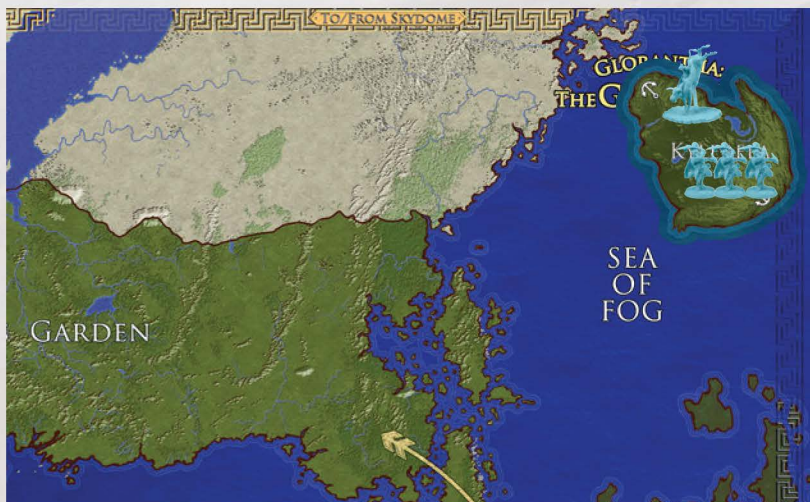 TO/FROM SKYDOME
GLORANTHA:
THE G
GARDEN
SEA
OF
FOG